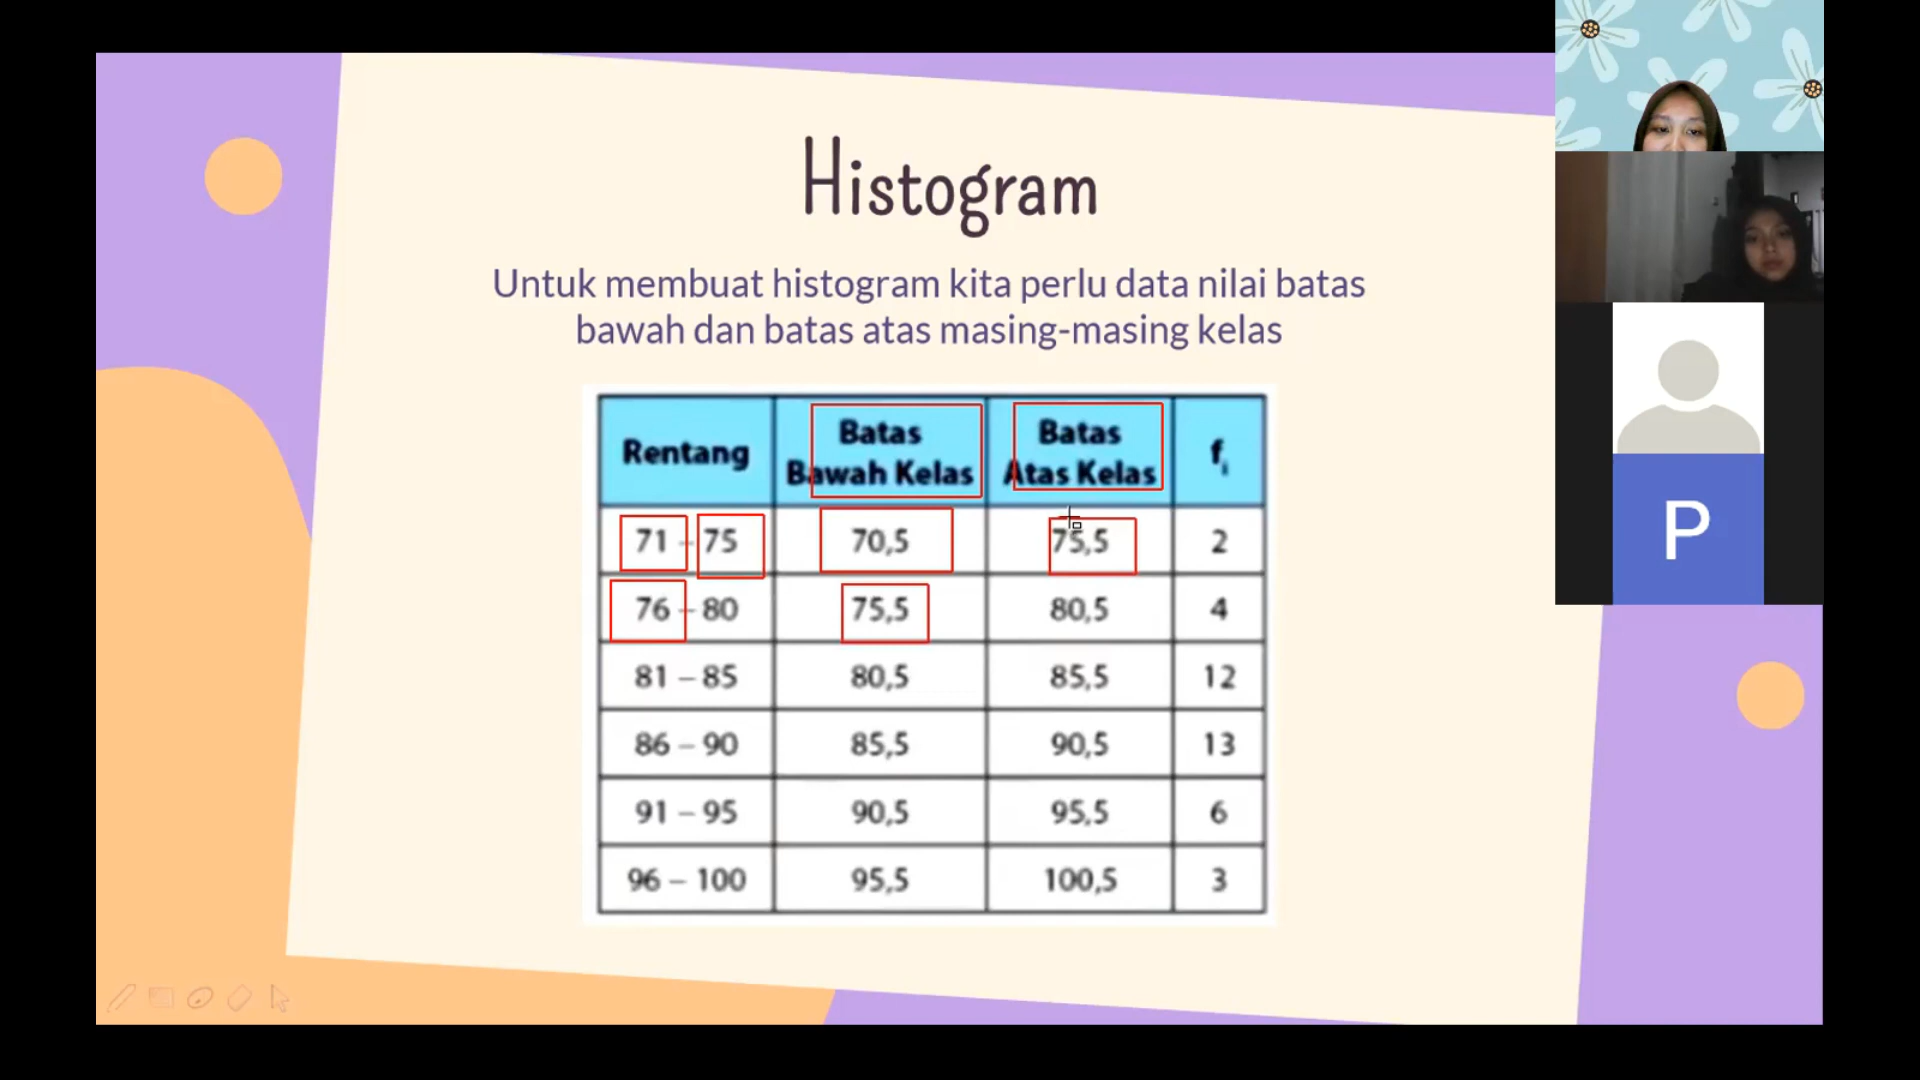 Histogram
Untuk membuat histogram kita perlu data nilai batas
bawah dan batas atas masing-masing kelas
Rentang Batas Bawah Kelas Batas Atas Kelas fi
71 – 75 70,5 75,5 2
76 – 80 75,5 80,5 4
81 – 85 80,5 85,5 12
86 – 90 85,5 90,5 13
91 – 95 90,5 95,5 6
96 – 100 95,5 100,5 3
P